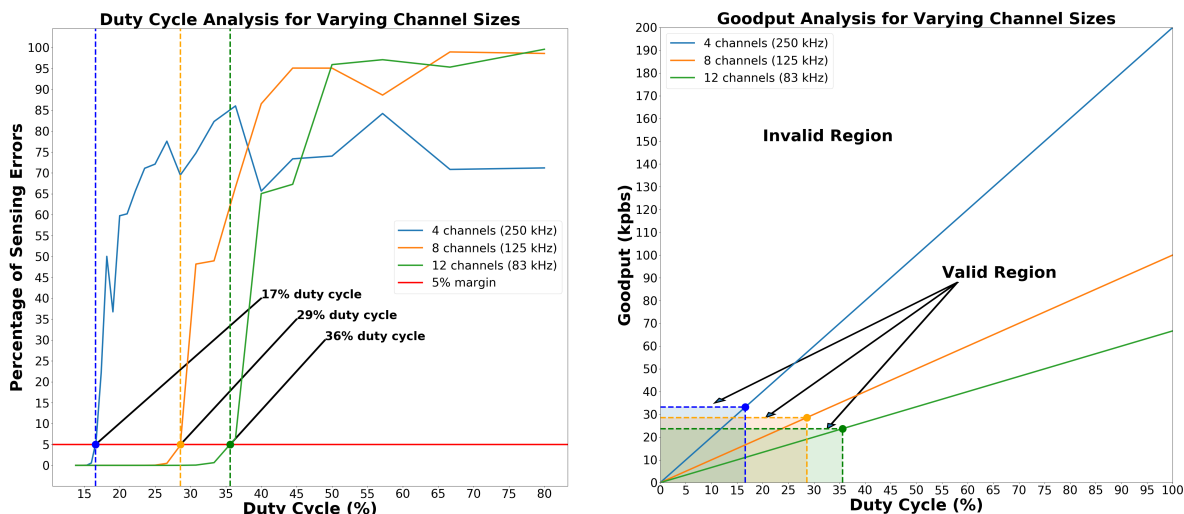 Duty Cycle Analysis for Varying Channel Sizes
Percentage of Sensing Errors
100
95
90
85
80
75
70
65
60
55
50
45
40
35
30
25
20
15
10
5
0
4 channels (250 kHz)
8 channels (125 kHz)
12 channels (83 kHz)
5% margin
17% duty cycle
29% duty cycle
36% duty cycle
15 20 25 30 35 40 45 50 55 60 65 70 75 80
Duty Cycle (%)
Goodput Analysis for Varying Channel Sizes
Goodput (kpbs)
200
190
180
170
160
150
140
130
120
110
100
90
80
70
60
50
40
30
20
10
0
4 channels (250 kHz)
8 channels (125 kHz)
12 channels (83 kHz)
Invalid Region
Valid Region
0 5 10 15 20 25 30 35 40 45 50 55 60 65 70 75 80 85 90 95 100
Duty Cycle (%)